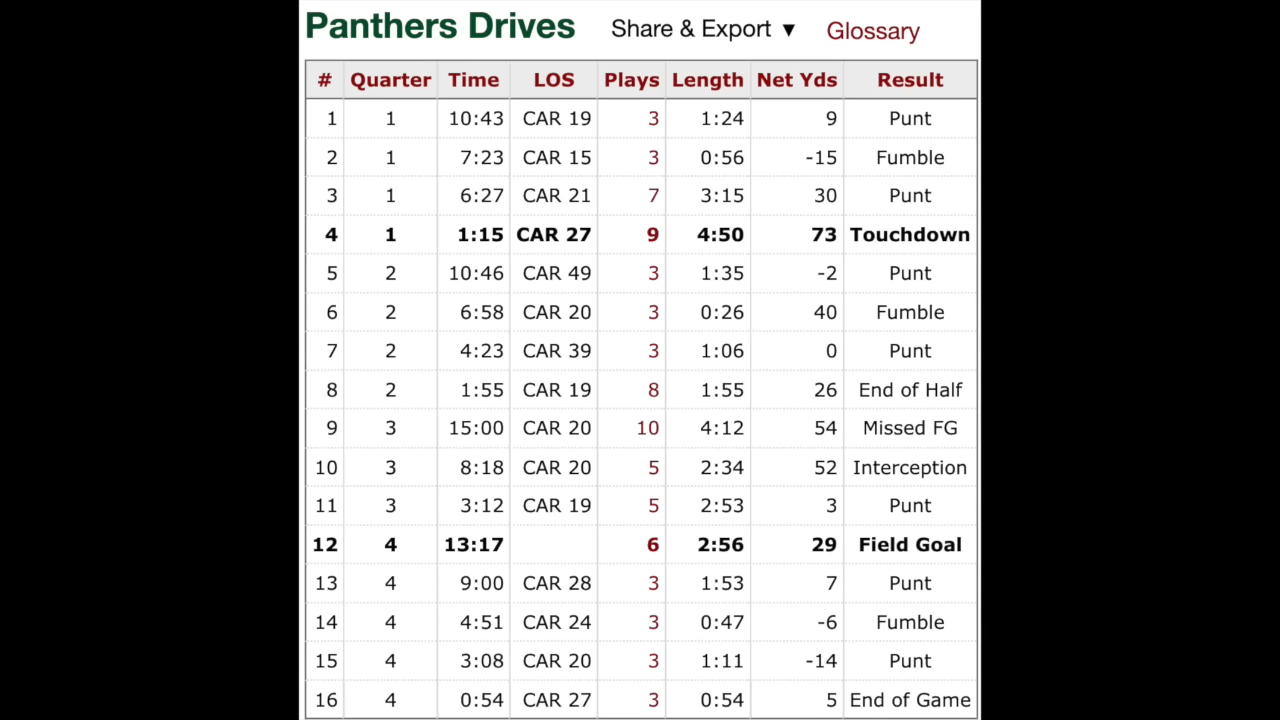 Panthers Drives Share & Export ▼ Glossary
# Quarter Time LOS Plays Length Net Yds Result
1 1 10:43 CAR 19 3 1:24 9 Punt
2 1 7:23 CAR 15 3 0:56 -15 Fumble
3 1 6:27 CAR 21 7 3:15 30 Punt
4 1 1:15 CAR 27 9 4:50 73 Touchdown
5 2 10:46 CAR 49 3 1:35 -2 Punt
6 2 6:58 CAR 20 3 0:26 40 Fumble
7 2 4:23 CAR 39 3 1:06 0 Punt
8 2 1:55 CAR 19 8 1:55 26 End of Half
9 3 15:00 CAR 20 10 4:12 54 Missed FG
10 3 8:18 CAR 20 5 2:34 52 Interception
11 3 3:12 CAR 19 5 2:53 3 Punt
12 4 13:17 6 2:56 29 Field Goal
13 4 9:00 CAR 28 3 1:53 7 Punt
14 4 4:51 CAR 24 3 0:47 -6 Fumble
15 4 3:08 CAR 20 3 1:11 -14 Punt
16 4 0:54 CAR 27 3 0:54 5 End of Game